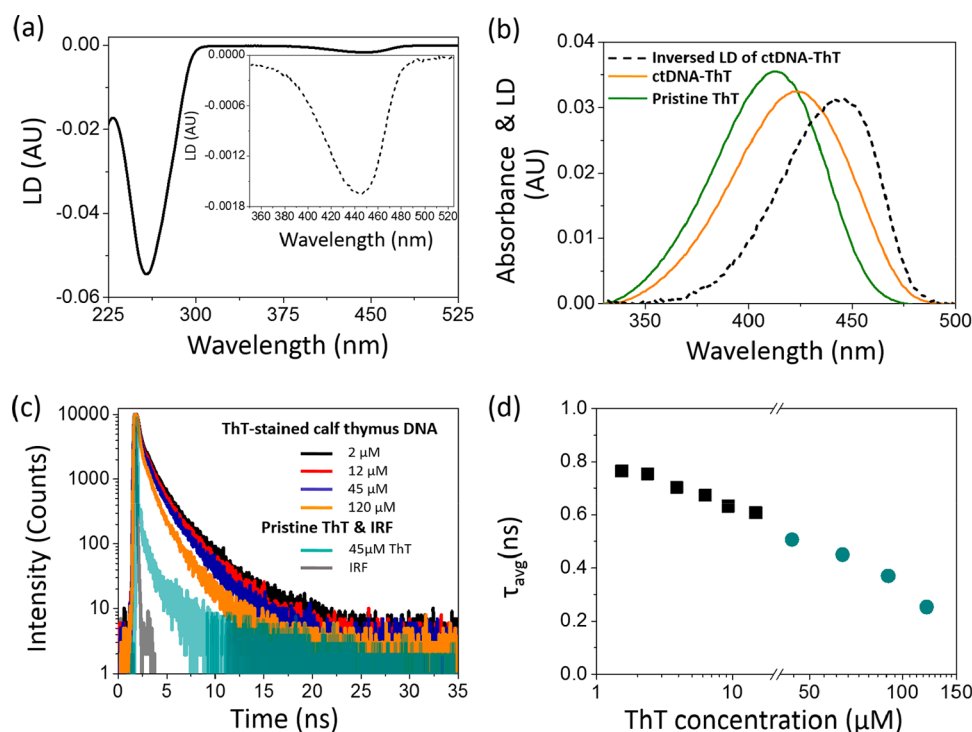 (a)
0.00
-0.02
-0.04
-0.06
LD (AU)
225
300
375
450
525
Wavelength (nm)
0.0000
-0.0006
-0.0012
-0.0018
LD (AU)
360 380 400 420 440 460 480 500 520
Wavelength (nm)
(b)
0.04
0.03
0.02
0.01
0.00
Absorbance & LD
(AU)
Inversed LD of ctDNA-ThT
ctDNA-ThT
Pristine ThT
350
400
450
500
Wavelength (nm)
(c)
10000
1000
100
10
1
Intensity (Counts)
ThT-stained calf thymus DNA
2 µM
12 µM
45 µM
120 µM
Pristine ThT & IRF
45µM ThT
IRF
0 5 10 15 20 25 30 35
Time (ns)
(d)
1.0
0.8
0.6
0.4
0.2
0.0
τavg(ns)
1
10
50
100
150
ThT concentration (µM)